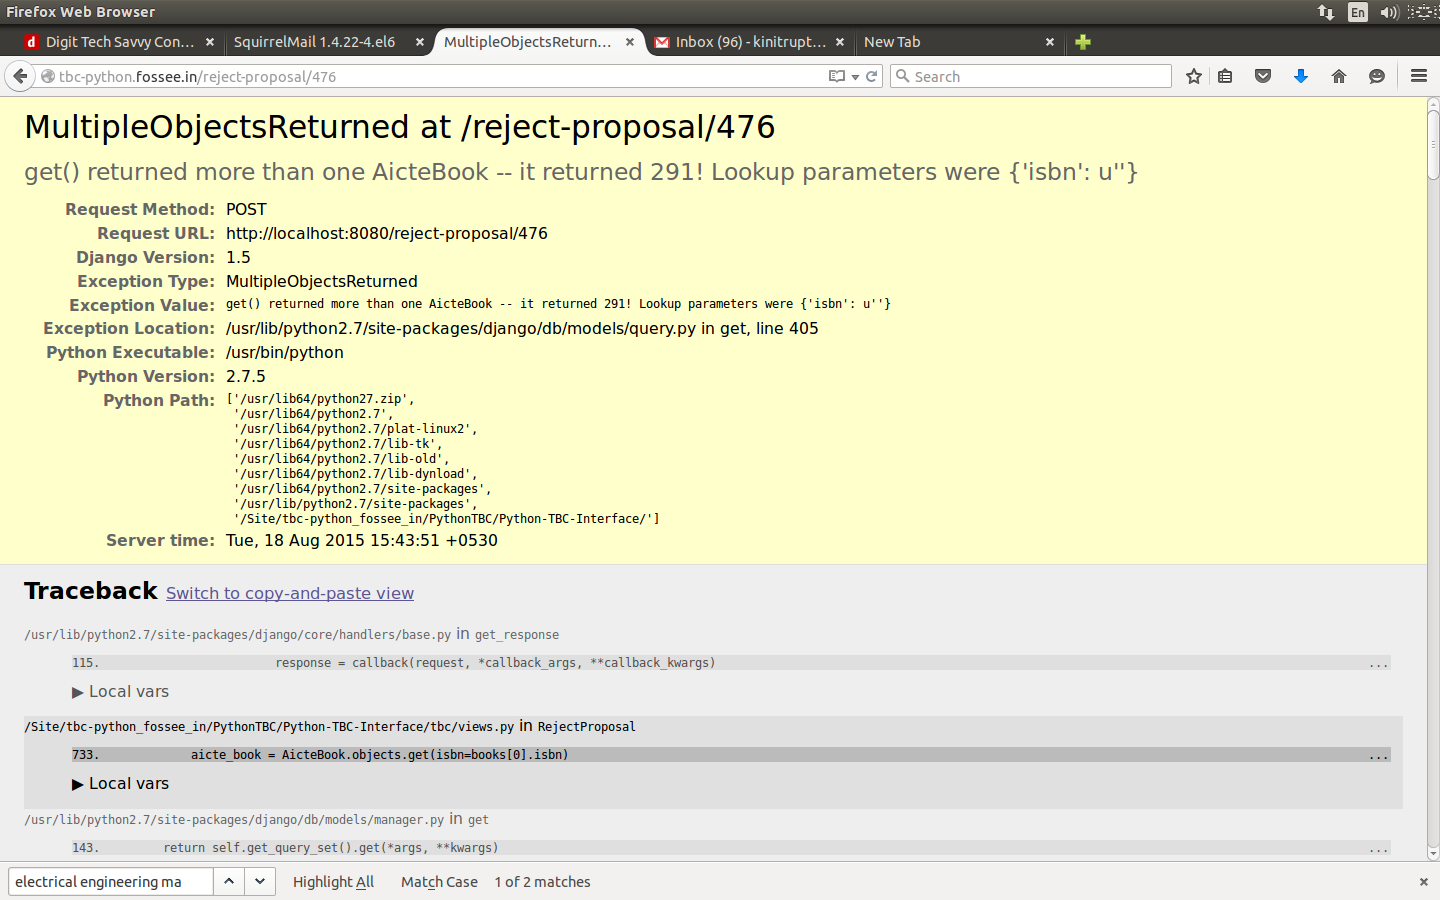 Firefox Web Browser
En
Digit Tech Savvy Con... ×
SquirrelMail 1.4.22-4.el6 ×
MultipleObjectsReturn... ×
Inbox (96) - kinitrupt... ×
New Tab ×
tbc-python.fossee.in/reject-proposal/476
Search
MultipleObjectsReturned at /reject-proposal/476
get() returned more than one AicteBook -- it returned 291! Lookup parameters were {'isbn': u''}
Request Method: POST
Request URL: http://localhost:8080/reject-proposal/476
Django Version: 1.5
Exception Type: MultipleObjectsReturned
Exception Value: get() returned more than one AicteBook -- it returned 291! Lookup parameters were {'isbn': u''}
Exception Location: /usr/lib/python2.7/site-packages/django/db/models/query.py in get, line 405
Python Executable: /usr/bin/python
Python Version: 2.7.5
Python Path: ['/usr/lib64/python27.zip',
'/usr/lib64/python2.7',
'/usr/lib64/python2.7/plat-linux2',
'/usr/lib64/python2.7/lib-tk',
'/usr/lib64/python2.7/lib-old',
'/usr/lib64/python2.7/lib-dynload',
'/usr/lib64/python2.7/site-packages',
'/usr/lib/python2.7/site-packages',
'/Site/tbc-python_fossee_in/PythonTBC/Python-TBC-Interface/']
Server time: Tue, 18 Aug 2015 15:43:51 +0530
Traceback Switch to copy-and-paste view
/usr/lib/python2.7/site-packages/django/core/handlers/base.py in get_response
115. response = callback(request, *callback_args, **callback_kwargs) ...
▶ Local vars
/Site/tbc-python_fossee_in/PythonTBC/Python-TBC-Interface/tbc/views.py in RejectProposal
733. aicte_book = AicteBook.objects.get(isbn=books[0].isbn) ...
▶ Local vars
/usr/lib/python2.7/site-packages/django/db/models/manager.py in get
143. return self.get_query_set().get(*args, **kwargs) ...
electrical engineering ma Highlight All Match Case 1 of 2 matches ×